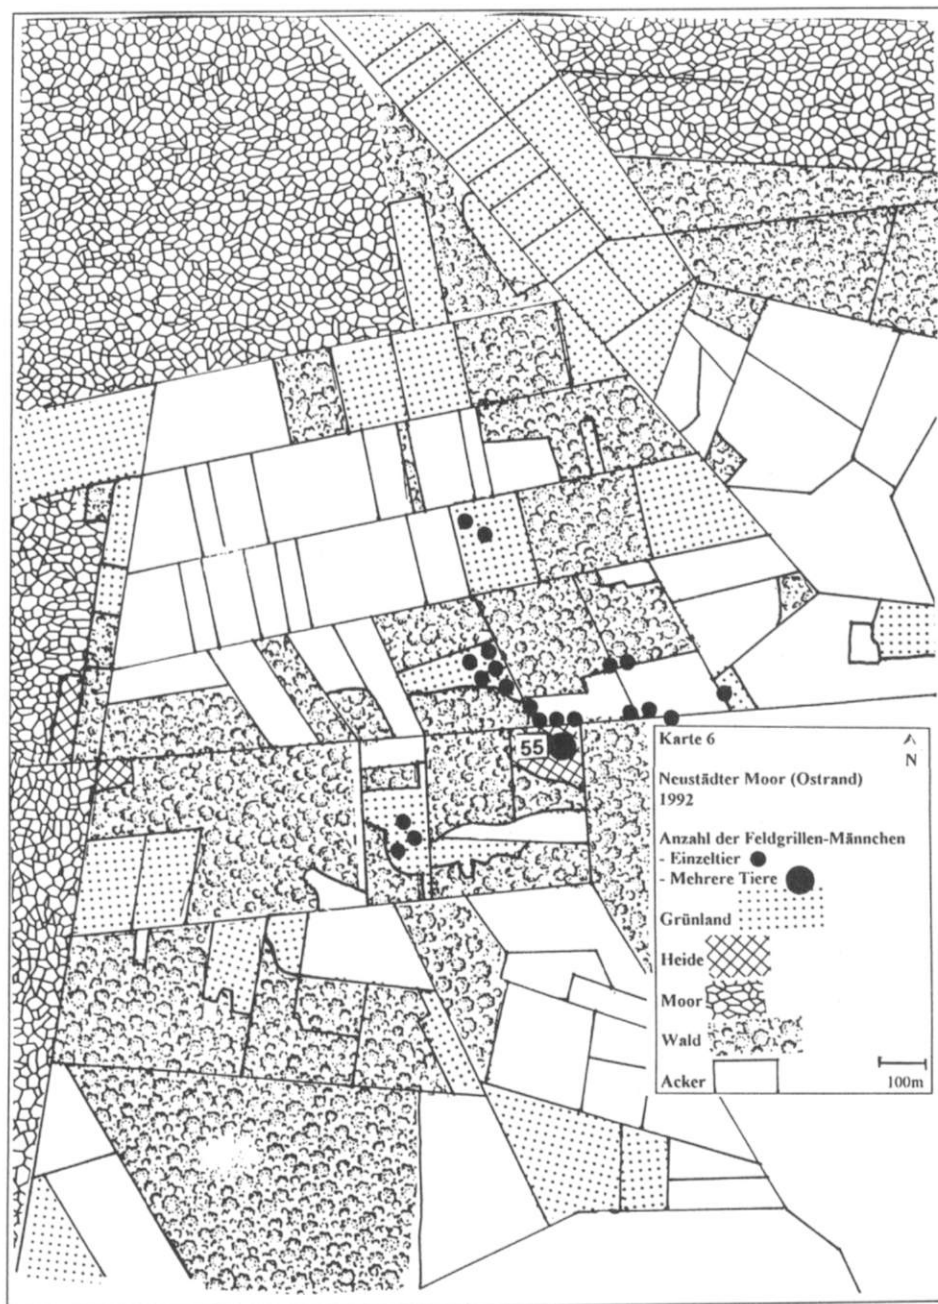 55
Karte 6
N
Neustädter Moor (Ostrand)
1992
Anzahl der Feldgrillen-Männchen
- Einzeltier
- Mehrere Tiere
Grünland
Heide
Moor
Wald
Acker
100m